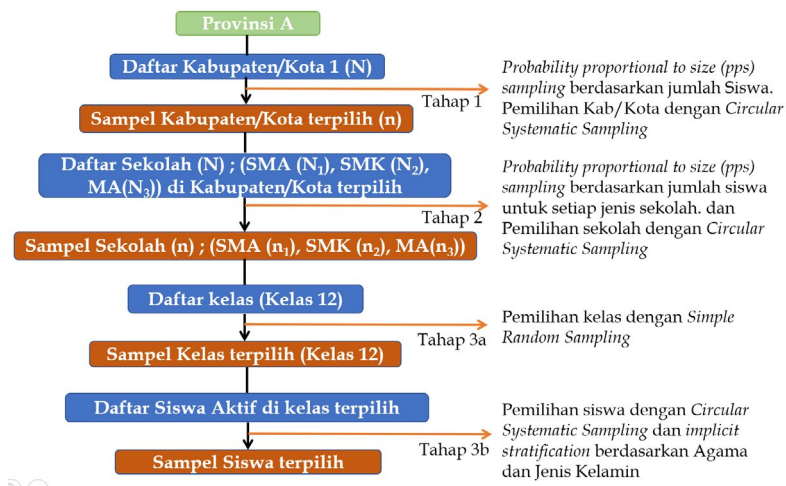 Provinsi A
Daftar Kabupaten/Kota 1 (N)
Tahap 1
Probability proportional to size (pps)
sampling berdasarkan jumlah Siswa.
Pemilihan Kab/Kota dengan Circular
Systematic Sampling
Sampel Kabupaten/Kota terpilih (n)
Daftar Sekolah (N) ; (SMA (N₁), SMK (N₂),
MA(N₃)) di Kabupaten/Kota terpilih
Tahap 2
Probability proportional to size (pps)
sampling berdasarkan jumlah siswa
untuk setiap jenis sekolah. dan
Pemilihan sekolah dengan Circular
Systematic Sampling
Sampel Sekolah (n) ; (SMA (n₁), SMK (n₂), MA(n₃))
Daftar kelas (Kelas 12)
Tahap 3a
Pemilihan kelas dengan Simple
Random Sampling
Sampel Kelas terpilih (Kelas 12)
Daftar Siswa Aktif di kelas terpilih
Tahap 3b
Pemilihan siswa dengan Circular
Systematic Sampling dan implicit
stratification berdasarkan Agama
dan Jenis Kelamin
Sampel Siswa terpilih